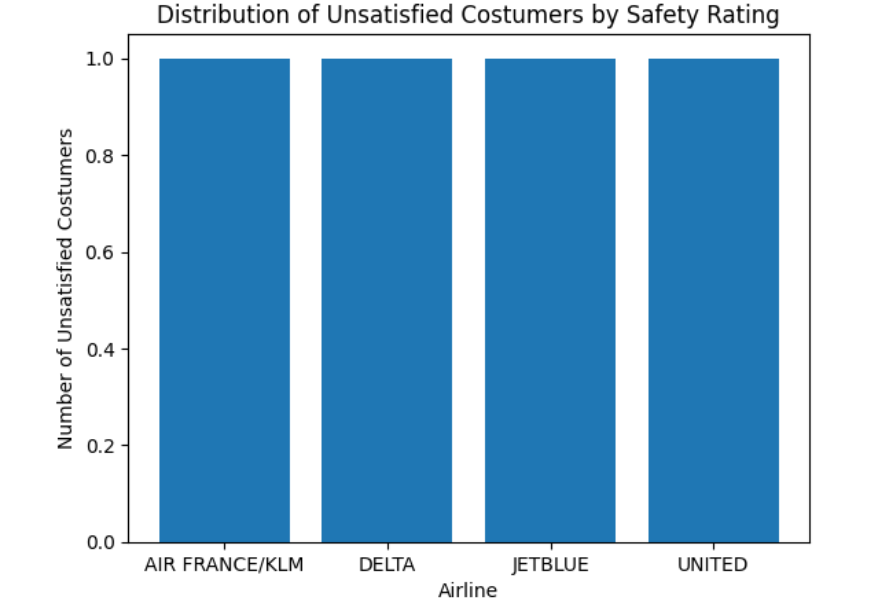 Distribution of Unsatisfied Costumers by Safety Rating
Number of Unsatisfied Costumers
1.0
0.8
0.6
0.4
0.2
0.0
AIR FRANCE/KLM DELTA JETBLUE UNITED
Airline